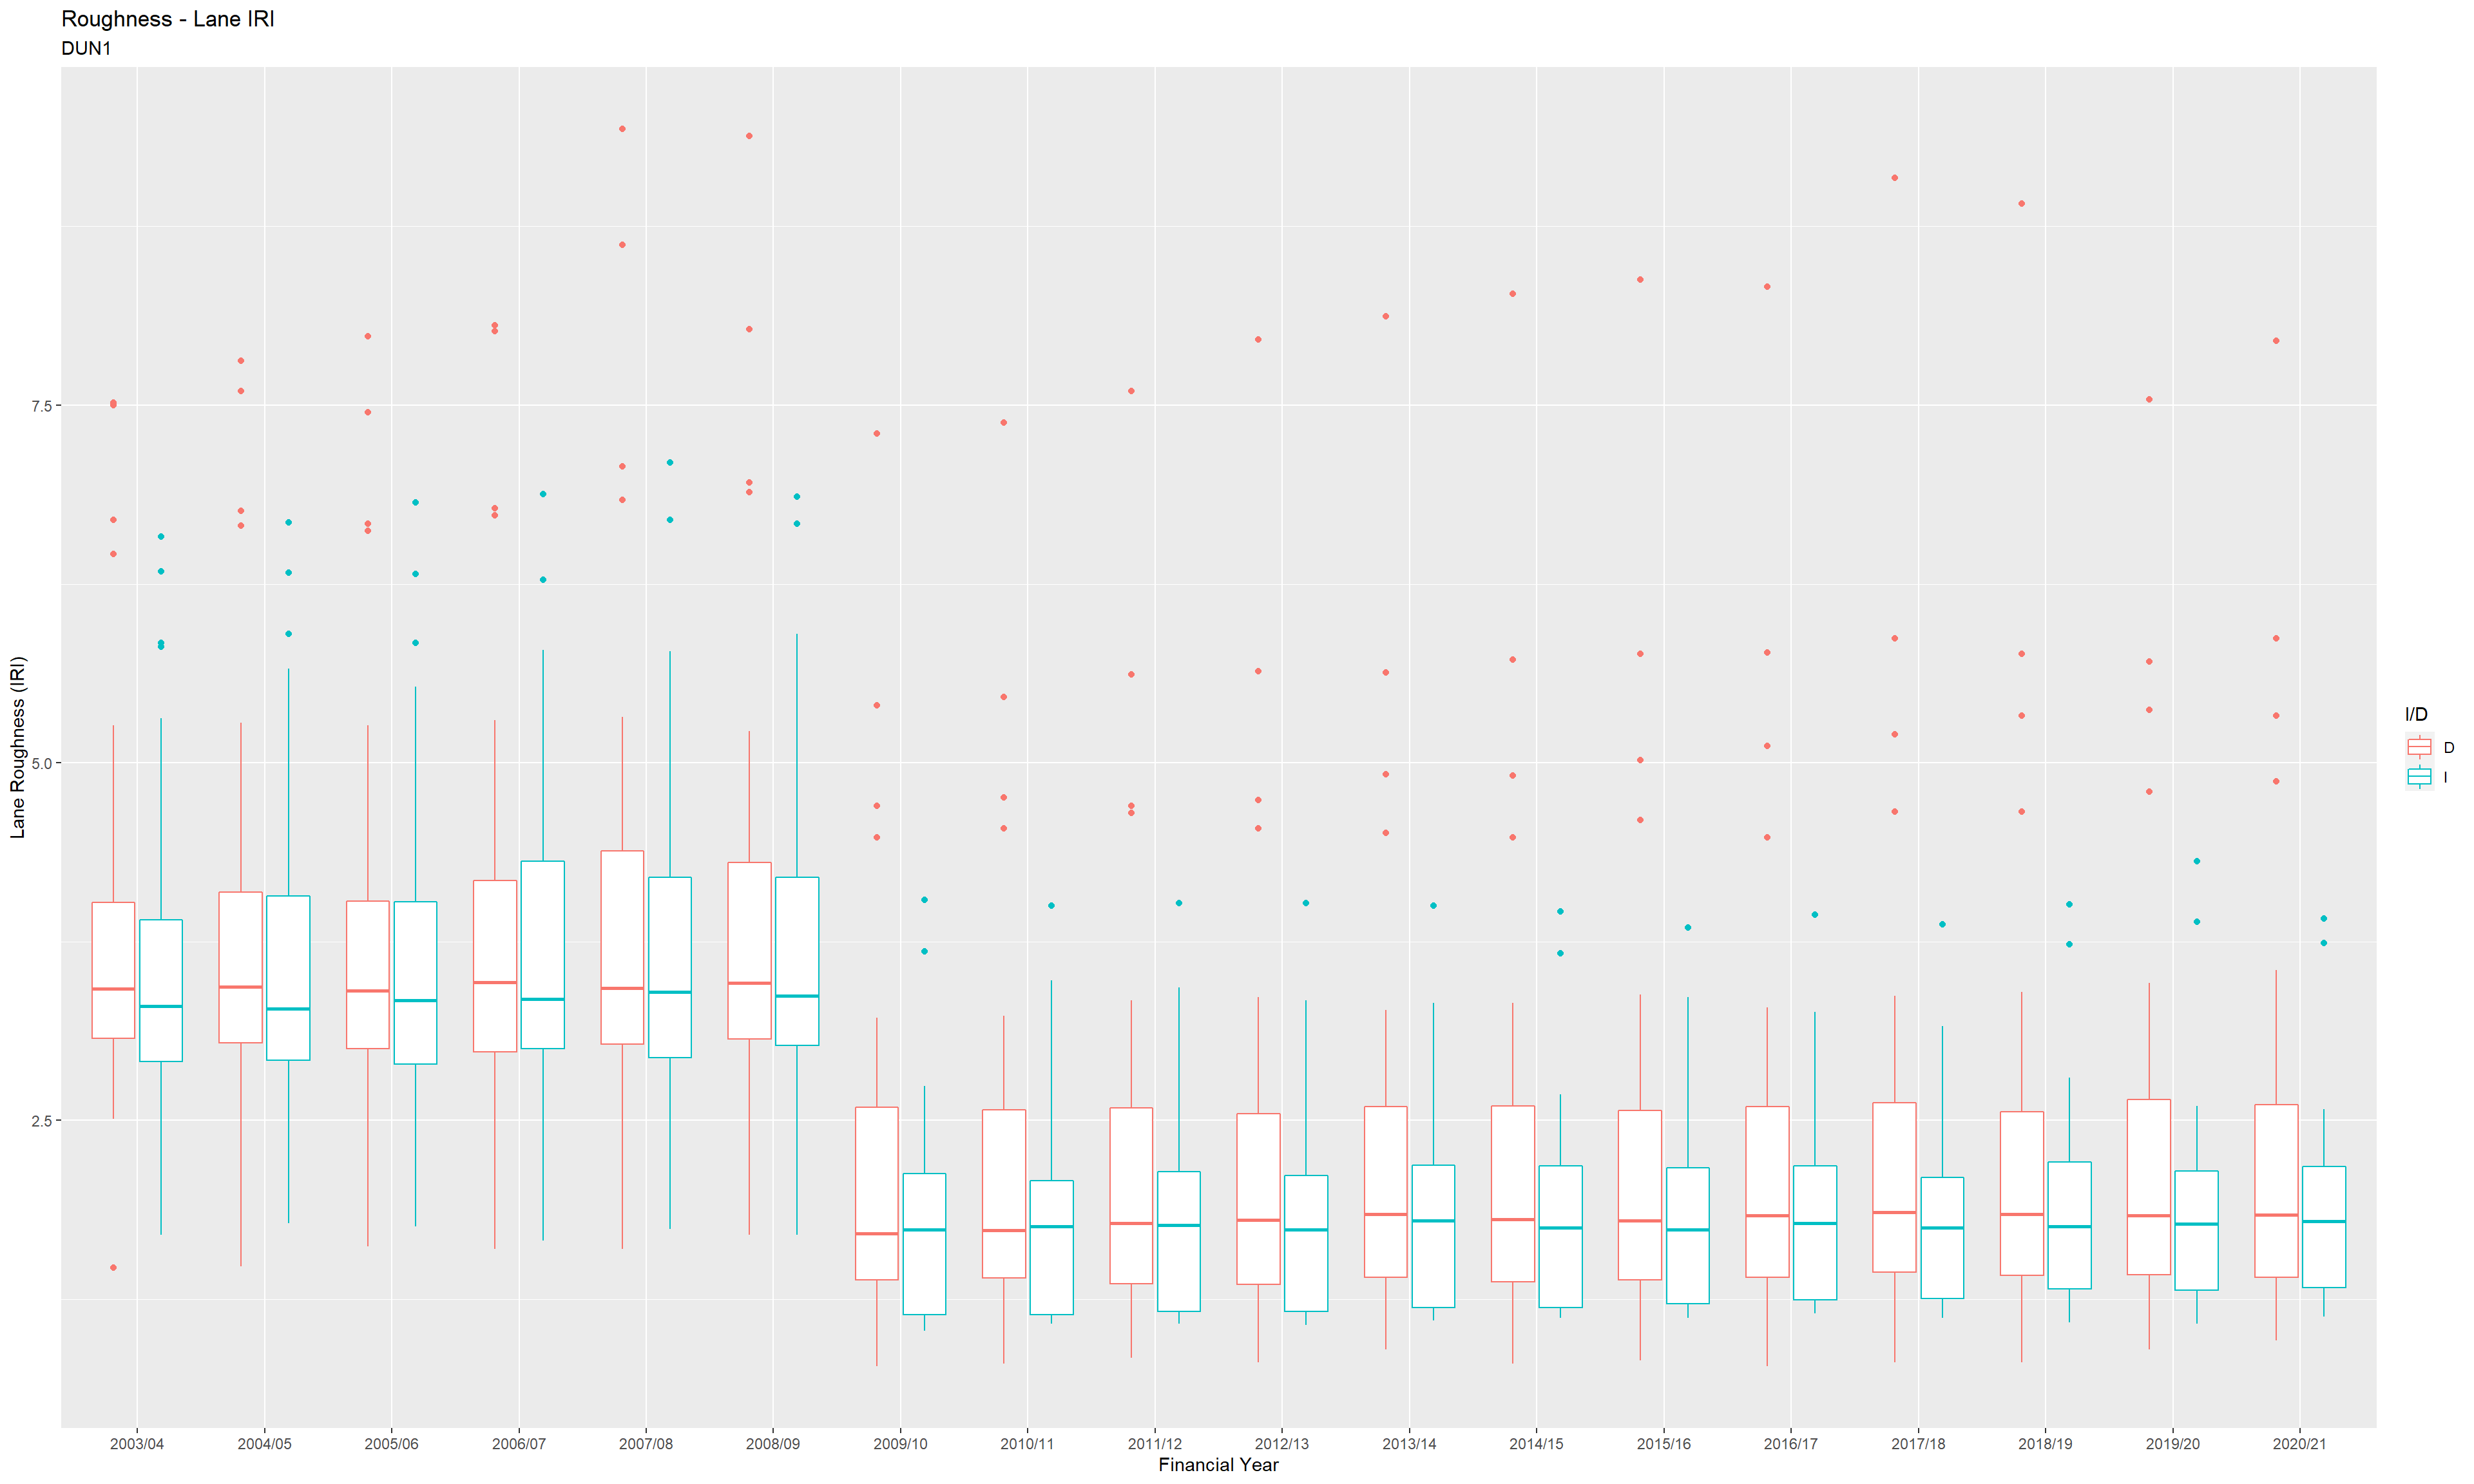 Roughness - Lane IRI
DUN1
Lane Roughness (IRI)
7.5
5.0
2.5
2003/04 2004/05 2005/06 2006/07 2007/08 2008/09 2009/10 2010/11 2011/12 2012/13 2013/14 2014/15 2015/16 2016/17 2017/18 2018/19 2019/20 2020/21
Financial Year
I/D
D
I